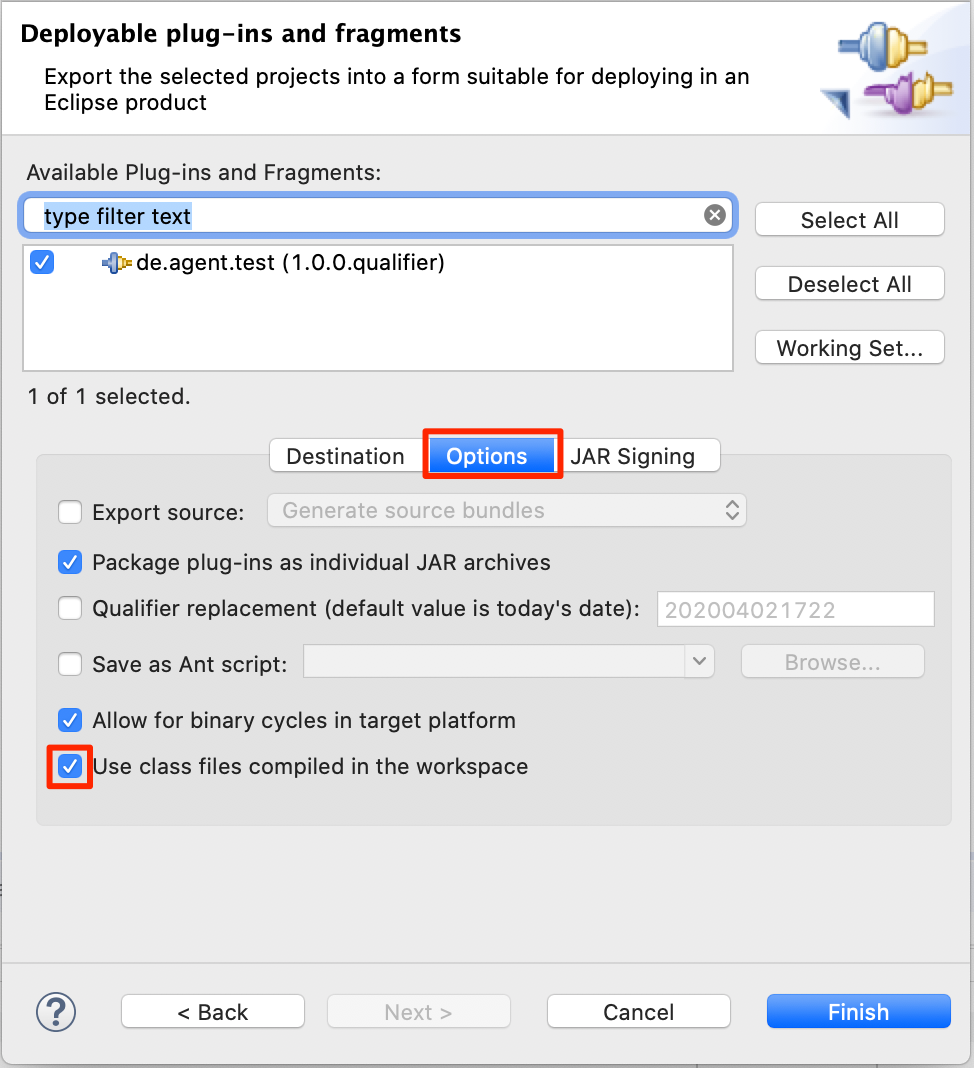 Deployable plug-ins and fragments
Export the selected projects into a form suitable for deploying in an
Eclipse product
Available Plug-ins and Fragments:
type filter text
Select All
de.agent.test (1.0.0.qualifier)
Deselect All
Working Set...
1 of 1 selected.
Destination Options JAR Signing
Export source: Generate source bundles
Package plug-ins as individual JAR archives
Qualifier replacement (default value is today's date): 202004021722
Save as Ant script: Browse...
Allow for binary cycles in target platform
Use class files compiled in the workspace
? < Back Next > Cancel Finish